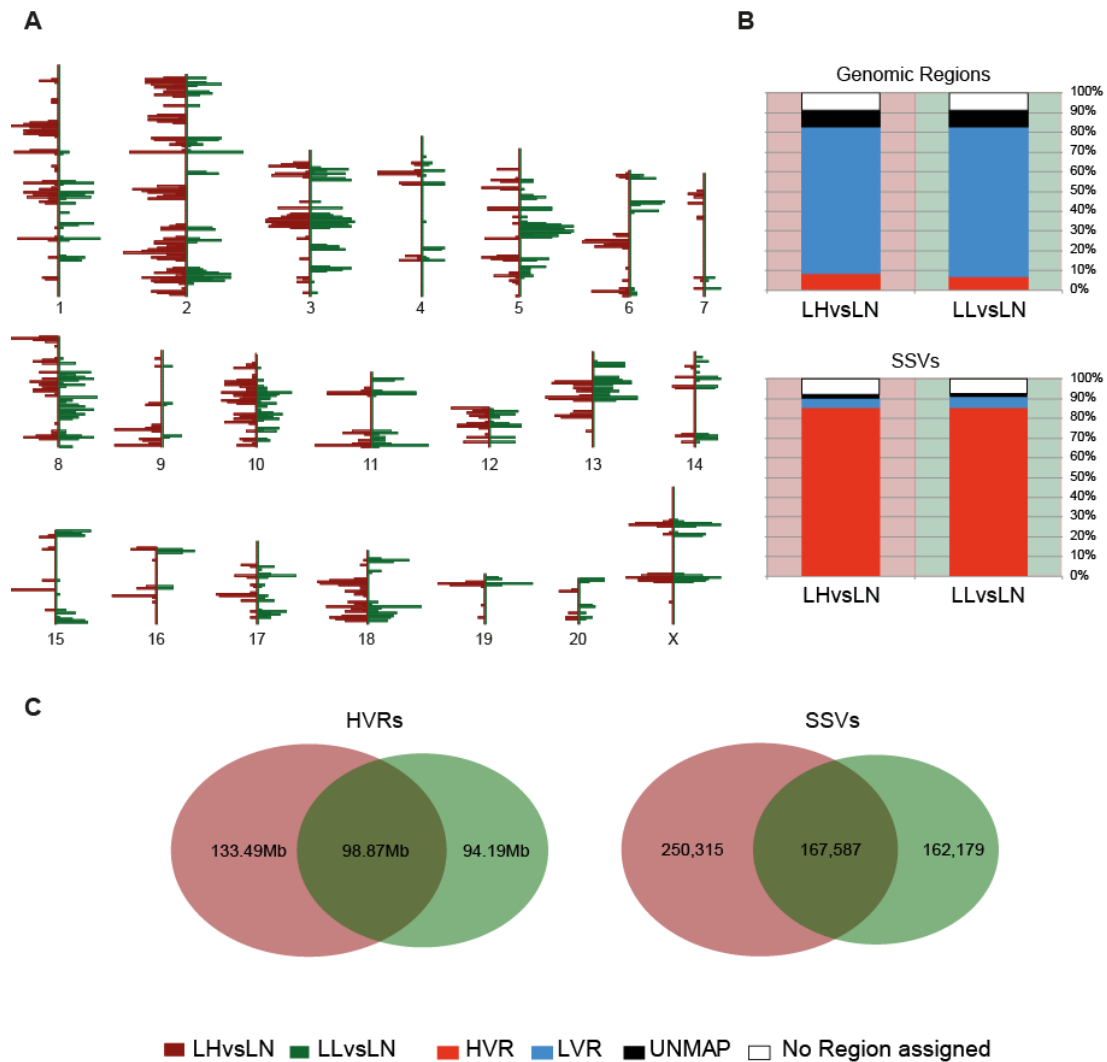 A
B
Genomic Regions
100%
90%
80%
70%
60%
50%
40%
30%
20%
10%
0%
LHvsLN LLvsLN
1 2 3 4 5 6 7
SSVs
100%
90%
80%
70%
60%
50%
40%
30%
20%
10%
0%
LHvsLN LLvsLN
8 9 10 11 12 13 14
15 16 17 18 19 20 X
C
HVRs SSVs
133.49Mb 98.87Mb 94.19Mb 250,315 167,587 162,179
LHvsLN LLvsLN HVR LVR UNMAP No Region assigned